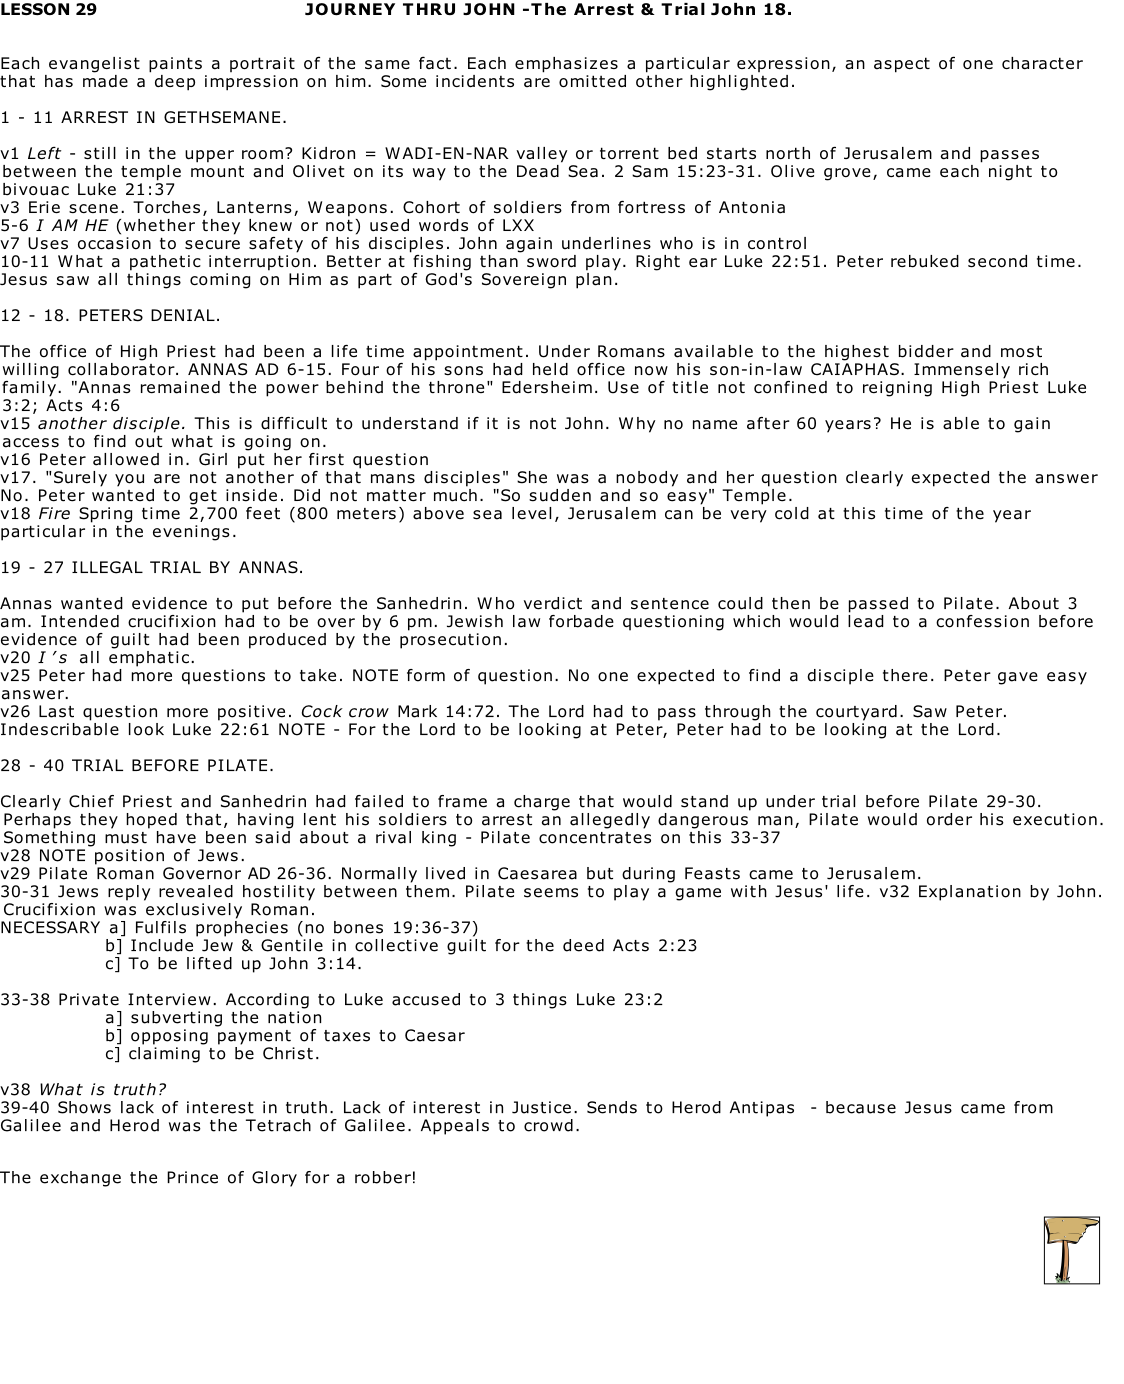 LESSON 29 JOURNEY THRU JOHN -The Arrest & Trial John 18.
Each evangelist paints a portrait of the same fact. Each emphasizes a particular expression, an aspect of one character
that has made a deep impression on him. Some incidents are omitted other highlighted.
1 - 11 ARREST IN GETHSEMANE.
v1 Left - still in the upper room? Kidron = WADI-EN-NAR valley or torrent bed starts north of Jerusalem and passes
between the temple mount and Olivet on its way to the Dead Sea. 2 Sam 15:23-31. Olive grove, came each night to
bivouac Luke 21:37
v3 Erie scene. Torches, Lanterns, Weapons. Cohort of soldiers from fortress of Antonia
5-6 I AM HE (whether they knew or not) used words of LXX
v7 Uses occasion to secure safety of his disciples. John again underlines who is in control
10-11 What a pathetic interruption. Better at fishing than sword play. Right ear Luke 22:51. Peter rebuked second time.
Jesus saw all things coming on Him as part of God's Sovereign plan.
12 - 18. PETERS DENIAL.
The office of High Priest had been a life time appointment. Under Romans available to the highest bidder and most
willing collaborator. ANNAS AD 6-15. Four of his sons had held office now his son-in-law CAIAPHAS. Immensely rich
family. "Annas remained the power behind the throne" Edersheim. Use of title not confined to reigning High Priest Luke
3:2; Acts 4:6
v15 another disciple. This is difficult to understand if it is not John. Why no name after 60 years? He is able to gain
access to find out what is going on.
v16 Peter allowed in. Girl put her first question
v17. "Surely you are not another of that mans disciples" She was a nobody and her question clearly expected the answer
No. Peter wanted to get inside. Did not matter much. "So sudden and so easy" Temple.
v18 Fire Spring time 2,700 feet (800 meters) above sea level, Jerusalem can be very cold at this time of the year
particular in the evenings.
19 - 27 ILLEGAL TRIAL BY ANNAS.
Annas wanted evidence to put before the Sanhedrin. Who verdict and sentence could then be passed to Pilate. About 3
am. Intended crucifixion had to be over by 6 pm. Jewish law forbade questioning which would lead to a confession before
evidence of guilt had been produced by the prosecution.
v20 I ’s all emphatic.
v25 Peter had more questions to take. NOTE form of question. No one expected to find a disciple there. Peter gave easy
answer.
v26 Last question more positive. Cock crow Mark 14:72. The Lord had to pass through the courtyard. Saw Peter.
Indescribable look Luke 22:61 NOTE - For the Lord to be looking at Peter, Peter had to be looking at the Lord.
28 - 40 TRIAL BEFORE PILATE.
Clearly Chief Priest and Sanhedrin had failed to frame a charge that would stand up under trial before Pilate 29-30.
Perhaps they hoped that, having lent his soldiers to arrest an allegedly dangerous man, Pilate would order his execution.
Something must have been said about a rival king - Pilate concentrates on this 33-37
v28 NOTE position of Jews.
v29 Pilate Roman Governor AD 26-36. Normally lived in Caesarea but during Feasts came to Jerusalem.
30-31 Jews reply revealed hostility between them. Pilate seems to play a game with Jesus' life. v32 Explanation by John.
Crucifixion was exclusively Roman.
NECESSARY a] Fulfils prophecies (no bones 19:36-37)
b] Include Jew & Gentile in collective guilt for the deed Acts 2:23
c] To be lifted up John 3:14.
33-38 Private Interview. According to Luke accused to 3 things Luke 23:2
a] subverting the nation
b] opposing payment of taxes to Caesar
c] claiming to be Christ.
v38 What is truth?
39-40 Shows lack of interest in truth. Lack of interest in Justice. Sends to Herod Antipas - because Jesus came from
Galilee and Herod was the Tetrach of Galilee. Appeals to crowd.
The exchange the Prince of Glory for a robber!